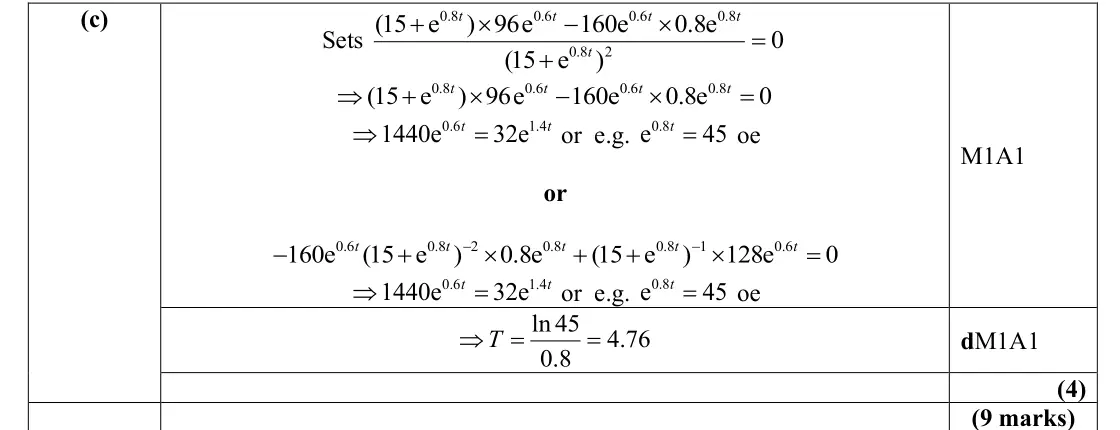 (c)
Sets \frac{(15+e^{0.8t})×96e^{0.6t}−160e^{0.6t}×0.8e^{0.8t}}{(15+e^{0.8t})^2} = 0
⇒(15+e^{0.8t})×96e^{0.6t}−160e^{0.6t}×0.8e^{0.8t} = 0
⇒1440e^{0.6t} = 32e^{1.4t} or e.g. e^{0.8t} = 45 oe
M1A1
or
−160e^{0.6t}(15+e^{0.8t})^{−2}×0.8e^{0.8t}+(15+e^{0.8t})^{−1}×128e^{0.6t} = 0
⇒1440e^{0.6t} = 32e^{1.4t} or e.g. e^{0.8t} = 45 oe
⇒ T = \frac{ln 45}{0.8} = 4.76
dM1A1
(4)
(9 marks)